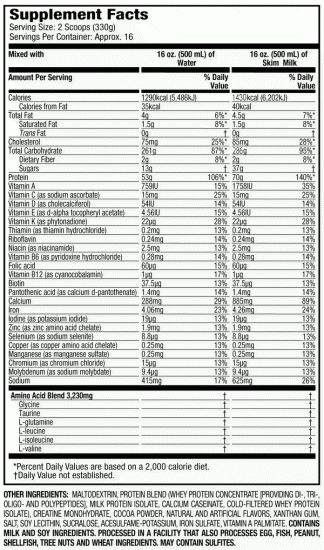 Supplement Facts
Serving Size: 2 Scoops (330g)
Servings Per Container: Approx. 16
Mixed with 16 oz. (500 mL) of Water 16 oz. (500 mL) of Skim Milk
Amount Per Serving % Daily Value % Daily Value
Calories 1290kcal (5,486kJ) 1430kcal (6,202kJ)
Calories from Fat 35kcal 40kcal
Total Fat 4g 6%* 4.5g 7%*
Saturated Fat 1.5g 8%* 1.5g 8%*
Trans Fat 0g † 0g †
Cholesterol 75mg 25%* 85mg 28%*
Total Carbohydrate 261g 87%* 286g 95%*
Dietary Fiber 2g 8%* 2g 8%*
Sugars 13g † 37g †
Protein 53g 106%* 70g 140%*
Vitamin A 759IU 15% 1758IU 35%
Vitamin C (as sodium ascorbate) 15mg 25% 15mg 25%
Vitamin D (as cholecalciferol) 54IU 14% 54IU 14%
Vitamin E (as d-alpha tocopheryl acetate) 4.56IU 15% 4.56IU 15%
Vitamin K (as phytonadione) 22µg 28% 22µg 28%
Thiamin (as thiamin hydrochloride) 0.2mg 13% 0.2mg 13%
Riboflavin 0.24mg 14% 0.24mg 14%
Niacin (as niacinamide) 2.5mg 13% 2.5mg 13%
Vitamin B6 (as pyridoxine hydrochloride) 0.28mg 14% 0.28mg 14%
Folic acid 60µg 15% 60µg 15%
Vitamin B12 (as cyanocobalamin) 1µg 17% 1µg 17%
Biotin 37.5µg 13% 37.5µg 13%
Pantothenic acid (as calcium d-pantothenate) 1.4mg 14% 1.4mg 14%
Calcium 288mg 29% 885mg 89%
Iron 4.06mg 23% 4.26mg 24%
Iodine (as potassium iodide) 19µg 13% 19µg 13%
Zinc (as zinc amino acid chelate) 1.9mg 13% 1.9mg 13%
Selenium (as sodium selenite) 8.8µg 13% 8.8µg 13%
Copper (as copper amino acid chelate) 0.25mg 13% 0.25mg 13%
Manganese (as manganese sulfate) 0.25mg 13% 0.25mg 13%
Chromium (as chromium chloride) 15µg 13% 15µg 13%
Molybdenum (as sodium molybdate) 9.4µg 13% 9.4µg 13%
Sodium 415mg 17% 625mg 26%
Amino Acid Blend 3,230mg † †
Glycine † †
Taurine † †
L-glutamine † †
L-leucine † †
L-isoleucine † †
L-valine † †
*Percent Daily Values are based on a 2,000 calorie diet.
†Daily Value not established.
OTHER INGREDIENTS: MALTODEXTRIN, PROTEIN BLEND (WHEY PROTEIN CONCENTRATE [PROVIDING DI-, TRI-,
OLIGO- AND POLYPEPTIDES], MILK PROTEIN ISOLATE, CALCIUM CASEINATE, COLD-FILTERED WHEY PROTEIN
ISOLATE), CREATINE MONOHYDRATE, COCOA POWDER, NATURAL AND ARTIFICIAL FLAVORS, XANTHAN GUM,
SALT, SOY LECITHIN, SUCRALOSE, ACESULFAME-POTASSIUM, IRON SULFATE, VITAMIN A PALMITATE. CONTAINS
MILK AND SOY INGREDIENTS. PROCESSED IN A FACILITY THAT ALSO PROCESSES EGG, FISH, PEANUT,
SHELLFISH, TREE NUTS AND WHEAT INGREDIENTS. MAY CONTAIN SULFITES.